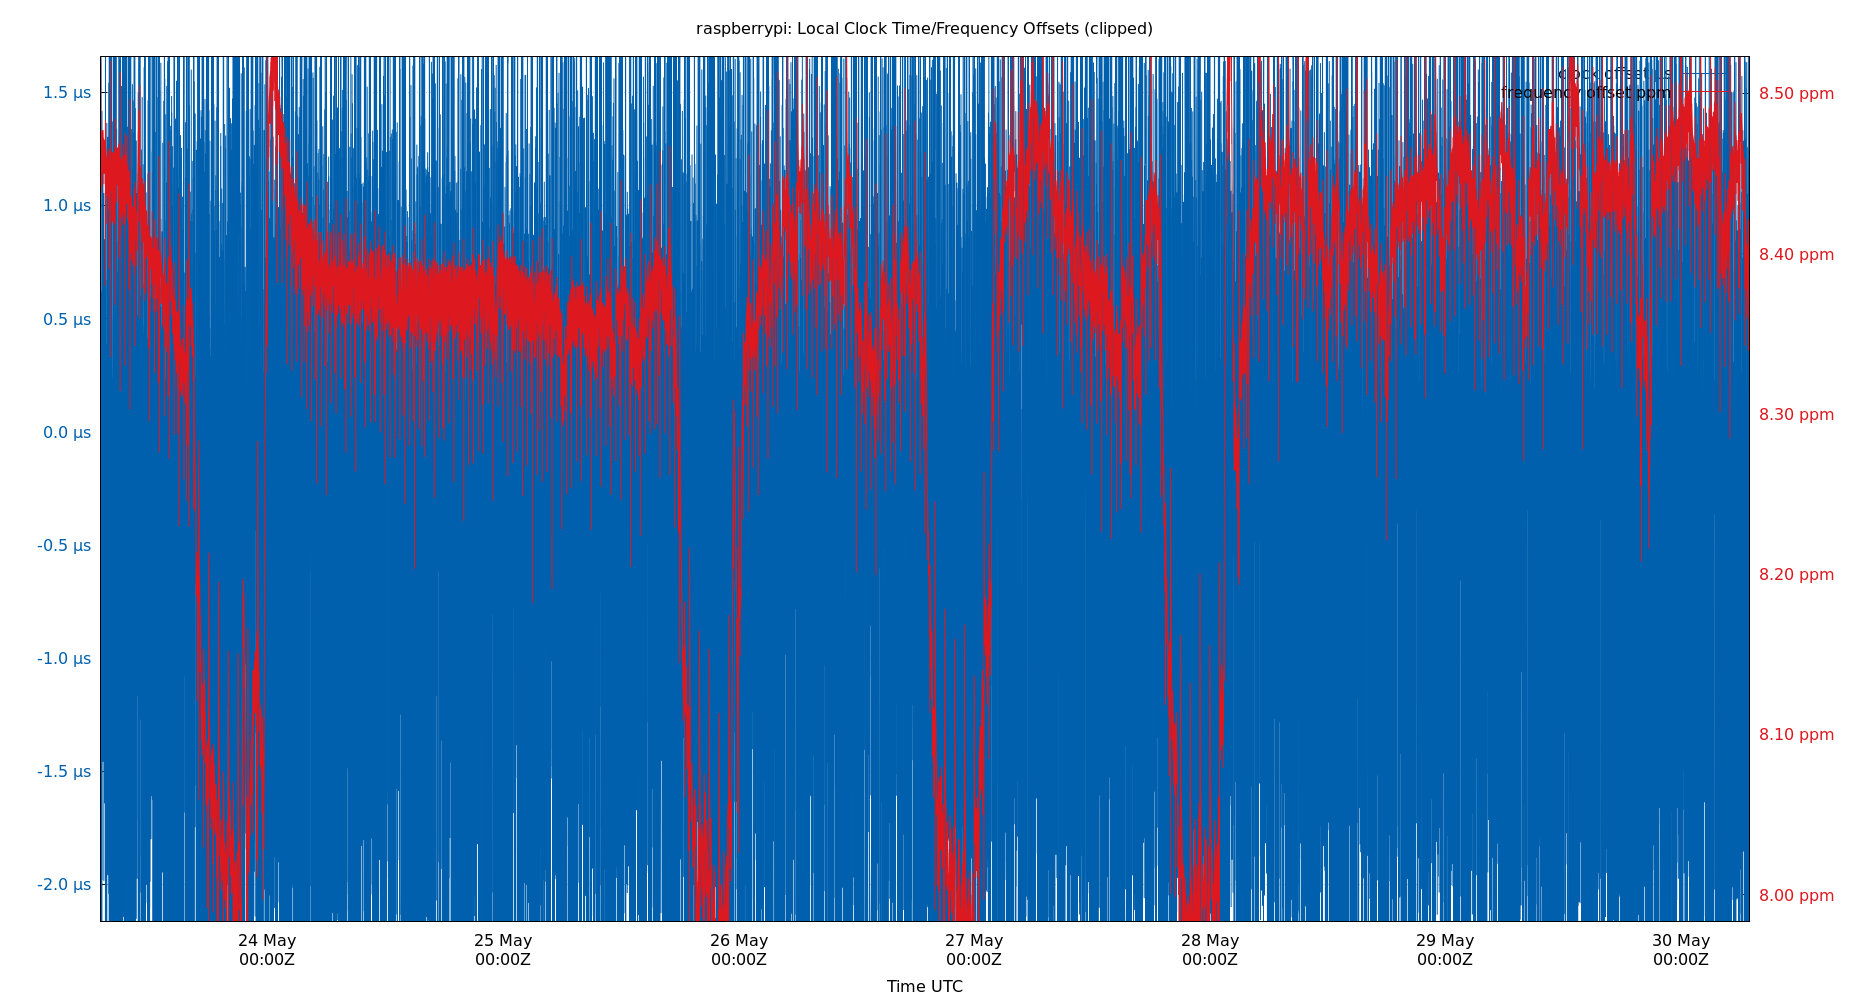 raspberrypi: Local Clock Time/Frequency Offsets (clipped)
clock offset µs
frequency offset ppm
1.5 µs
1.0 µs
0.5 µs
0.0 µs
-0.5 µs
-1.0 µs
-1.5 µs
-2.0 µs
8.50 ppm
8.40 ppm
8.30 ppm
8.20 ppm
8.10 ppm
8.00 ppm
24 May
00:00Z
25 May
00:00Z
26 May
00:00Z
27 May
00:00Z
28 May
00:00Z
29 May
00:00Z
30 May
00:00Z
Time UTC